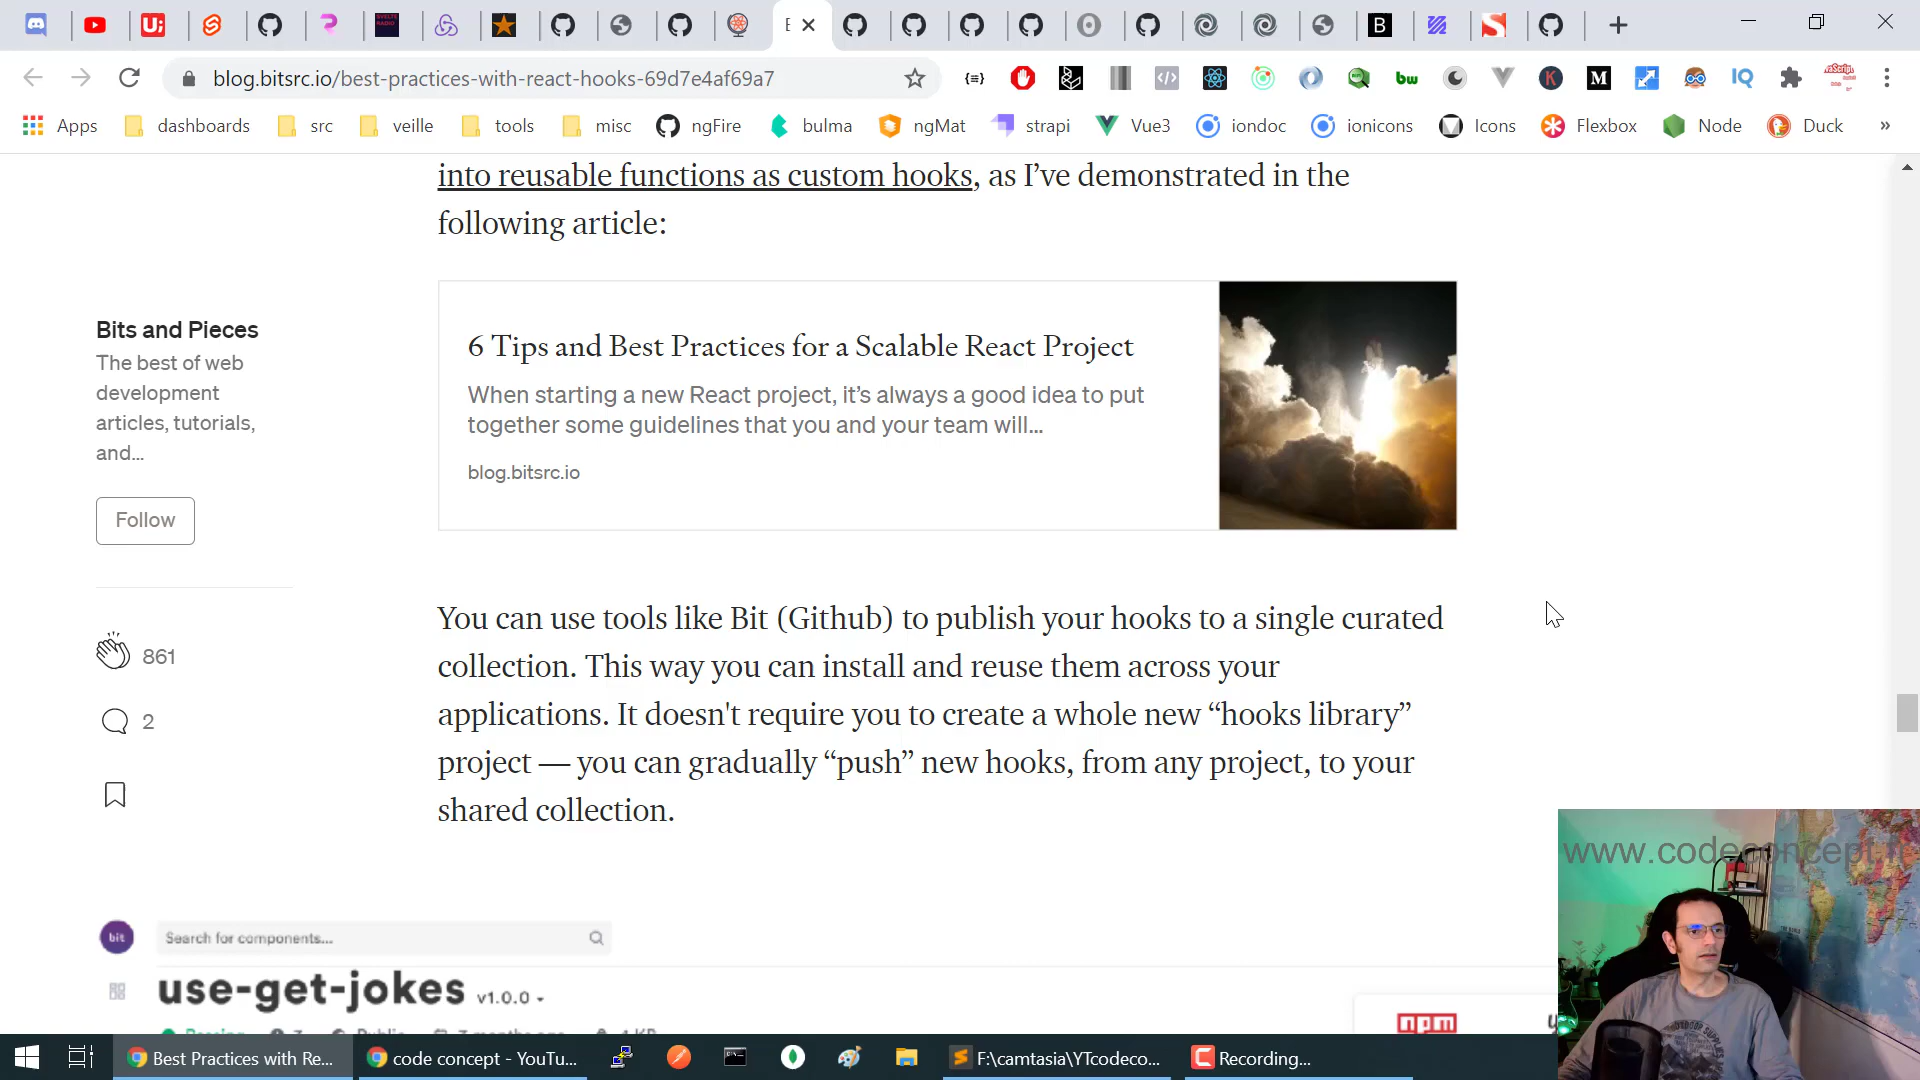 blog.bitsrc.io/best-practices-with-react-hooks-69d7e4af69a7
Apps dashboards src veille tools misc ngFire bulma ngMat strapi Vue3 iondoc ionicons Icons Flexbox Node Duck »
into reusable functions as custom hooks, as I’ve demonstrated in the
following article:
6 Tips and Best Practices for a Scalable React Project
When starting a new React project, it’s always a good idea to put
together some guidelines that you and your team will...
blog.bitsrc.io
Bits and Pieces
The best of web
development
articles, tutorials,
and...
Follow
861
2
You can use tools like Bit (Github) to publish your hooks to a single curated
collection. This way you can install and reuse them across your
applications. It doesn't require you to create a whole new “hooks library”
project — you can gradually “push” new hooks, from any project, to your
shared collection.
www.codeconcept.fr
bit Search for components...
use-get-jokes v1.0.0
npm
Best Practices with Re... code concept - YouTu... F:\camtasia\YTcodeco... Recording...